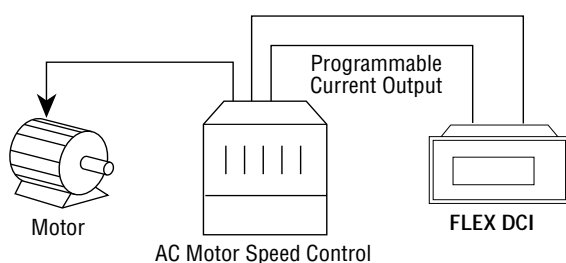 Programmable
Current Output
Motor
FLEX DCI
AC Motor Speed Control